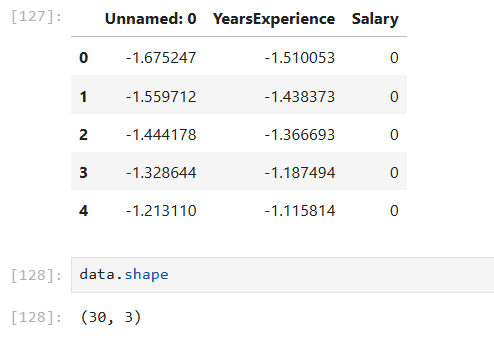 [127]:
Unnamed: 0 YearsExperience Salary
0 -1.675247 -1.510053 0
1 -1.559712 -1.438373 0
2 -1.444178 -1.366693 0
3 -1.328644 -1.187494 0
4 -1.213110 -1.115814 0
[128]: data.shape
[128]: (30, 3)